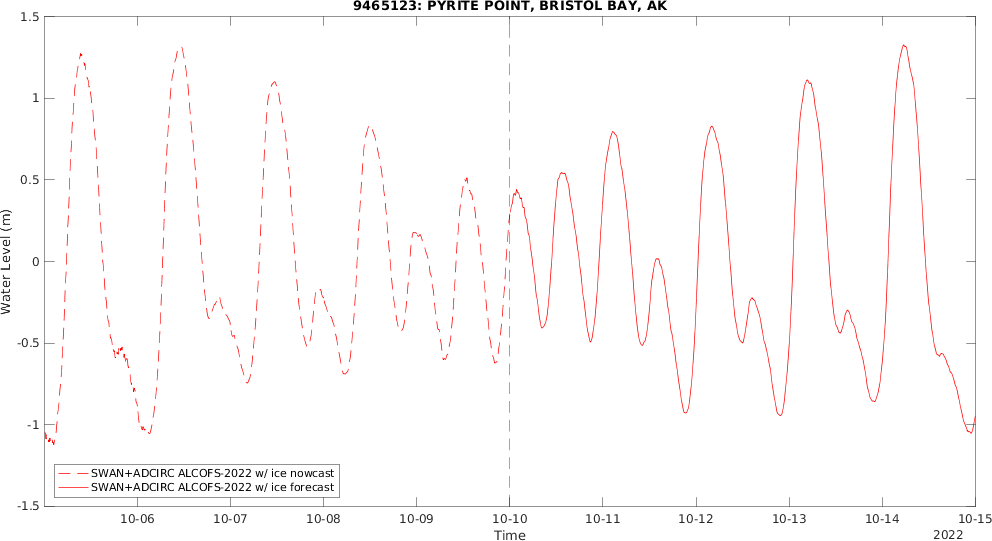 9465123: PYRITE POINT, BRISTOL BAY, AK
1.5
1
0.5
0
-0.5
-1
-1.5
Water Level (m)
SWAN+ADCIRC ALCOFS-2022 w/ ice nowcast
SWAN+ADCIRC ALCOFS-2022 w/ ice forecast
10-06 10-07 10-08 10-09 10-10 10-11 10-12 10-13 10-14 10-15
Time
2022